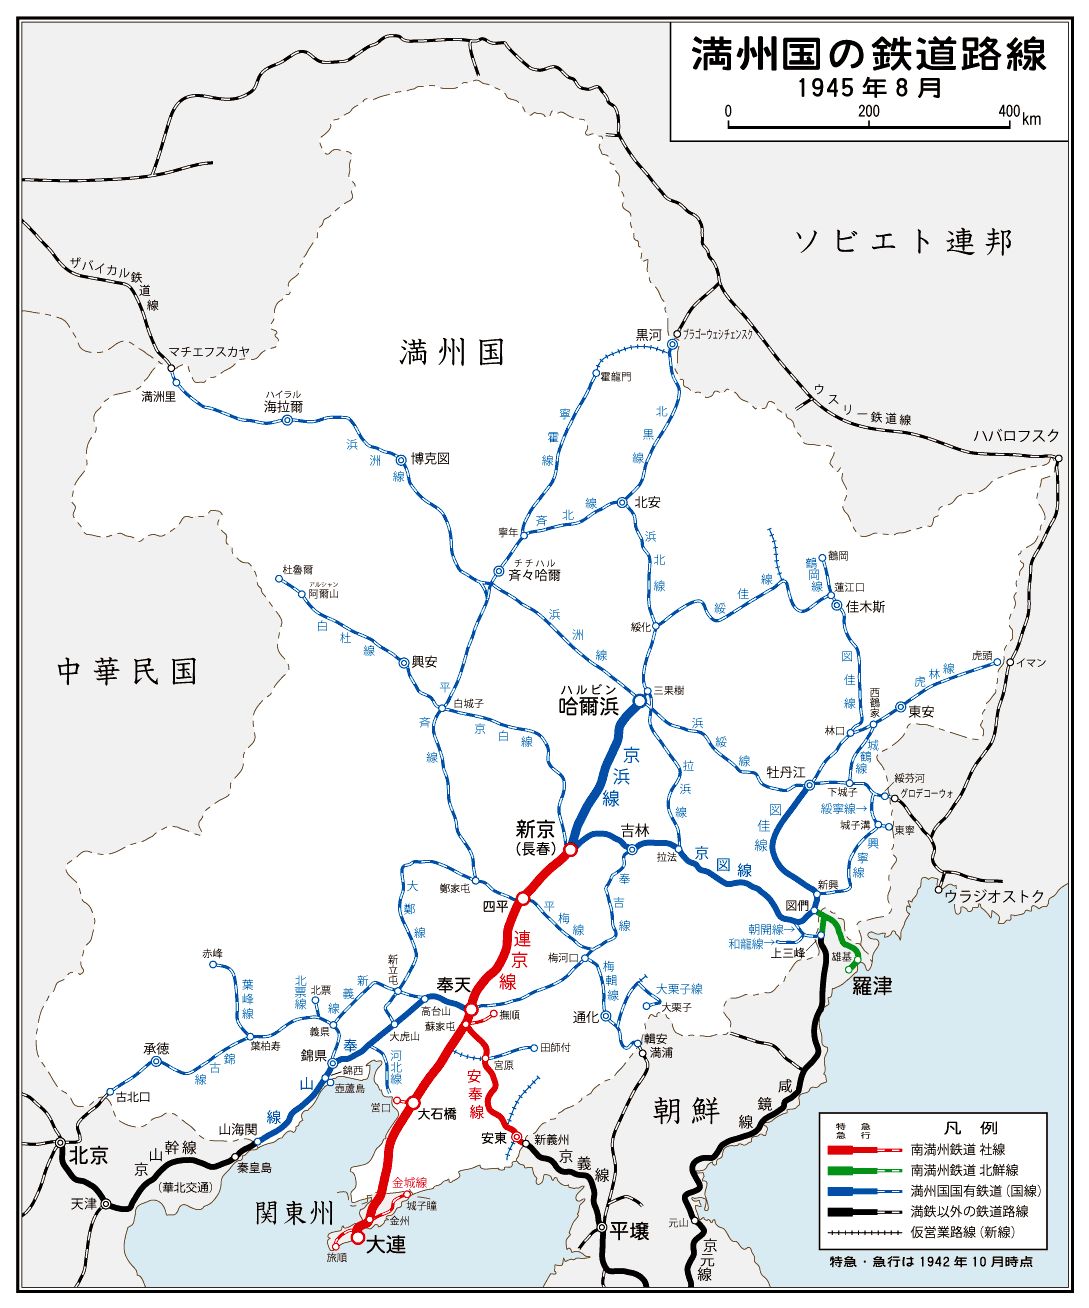 満州国の鉄道路線
1945年8月
0 200 400 km
ソビエト連邦
ザバイカル鉄道線
マチエフスカヤ
満洲里
ハイラル
海拉爾
浜洲線
博克図
満州国
黒河
ブラゴーウェシチェンスク
霍龍門
寧霍線
北黒線
ウスリー鉄道線
ハバロフスク
北安
斉北線
寧年
チチハル
斉々哈爾
浜北線
綏佳線
鶴岡
鶴岡線
蓮江口
佳木斯
杜魯爾
アルシャン
阿爾山
白杜線
興安
浜洲線
綏化
図佳線
虎頭
イマン
虎林線
中華民国
平斉線
白城子
京白線
ハルビン
哈爾浜
三果樹
西鶴家
東安
林口
城鶴線
浜綏線
牡丹江
下城子
綏芬河
グロデコーウォ
綏寧線→
城子溝
東寧
興寧線
京浜線
拉浜線
図佳線
新京
(長春)
吉林
拉法
京図線
新興
図們
ウラジオストク
朝開線→
和龍線→
上三峰
雄基
羅津
大鄭線
鄭家屯
四平
平梅線
奉吉線
連京線
梅河口
梅輯線
大栗子線
大栗子
通化
輯安
満浦
赤峰
葉峰線
北票線
北票
新義線
新立屯
奉天
高台山
蘇家屯
撫順
義県
大虎山
錦県
奉山線
承徳
葉柏寿
錦古線
古北口
錦西
壺蘆島
河北線
営口
大石橋
田師付
宮原
安奉線
安東
新義州
京義線
朝鮮
咸鏡線
山海関
秦皇島
北京
京山幹線
(華北交通)
天津
関東州
金城線
城子疃
金州
大連
旅順
平壌
元山
京元線
特急 急行 凡例
南満州鉄道 社線
南満州鉄道 北鮮線
満州国国有鉄道(国線)
満鉄以外の鉄道路線
仮営業路線(新線)
特急・急行は1942年10月時点